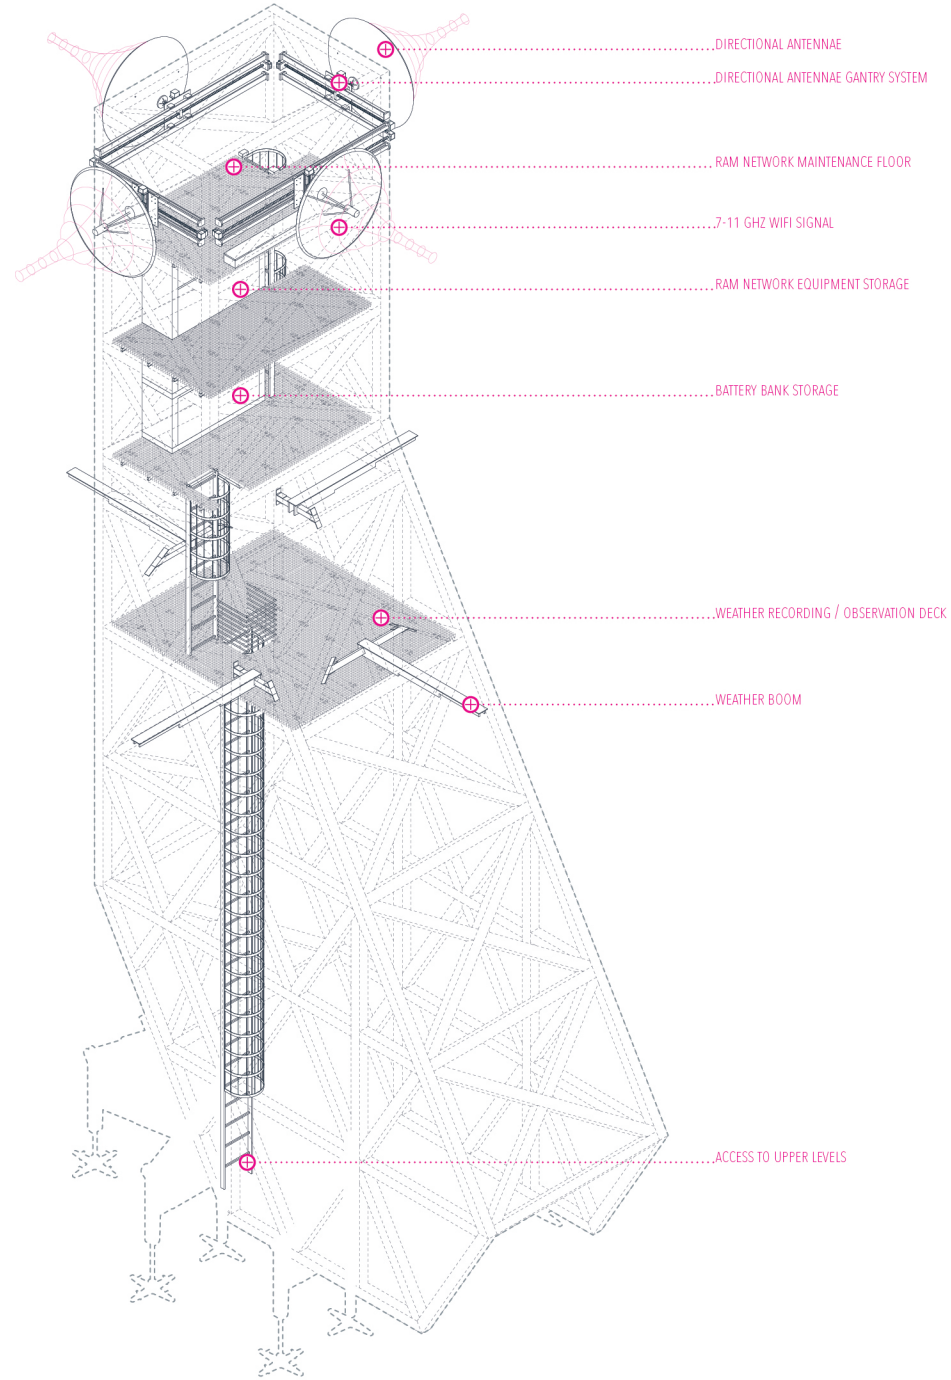 DIRECTIONAL ANTENNAE
DIRECTIONAL ANTENNAE GANTRY SYSTEM
RAM NETWORK MAINTENANCE FLOOR
7-11 GHZ WIFI SIGNAL
RAM NETWORK EQUIPMENT STORAGE
BATTERY BANK STORAGE
WEATHER RECORDING / OBSERVATION DECK
WEATHER BOOM
ACCESS TO UPPER LEVELS